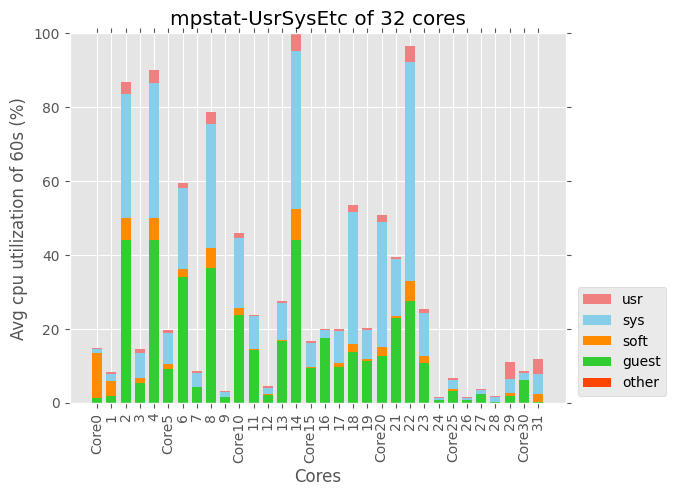 mpstat-UsrSysEtc of 32 cores
Avg cpu utilization of 60s (%)
100
80
60
40
20
0
usr
sys
soft
guest
other
Core0
1
2
3
4
Core5
6
7
8
9
Core10
11
12
13
14
Core15
16
17
18
19
Core20
21
22
23
24
Core25
26
27
28
29
Core30
31
Cores